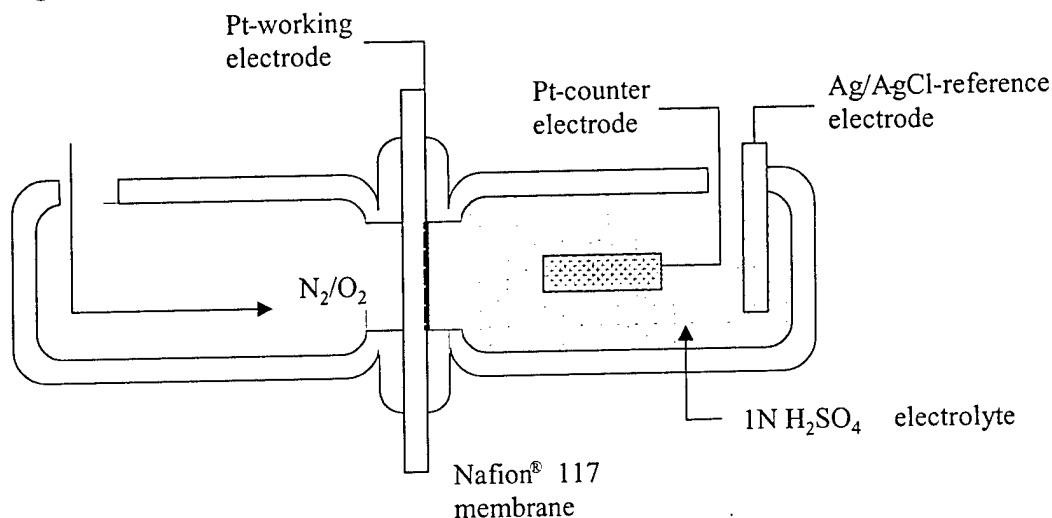 Pt-working
electrode
Pt-counter
electrode
Ag/AgCl-reference
electrode
N₂/O₂
1N H₂SO₄ electrolyte
Nafion® 117
membrane